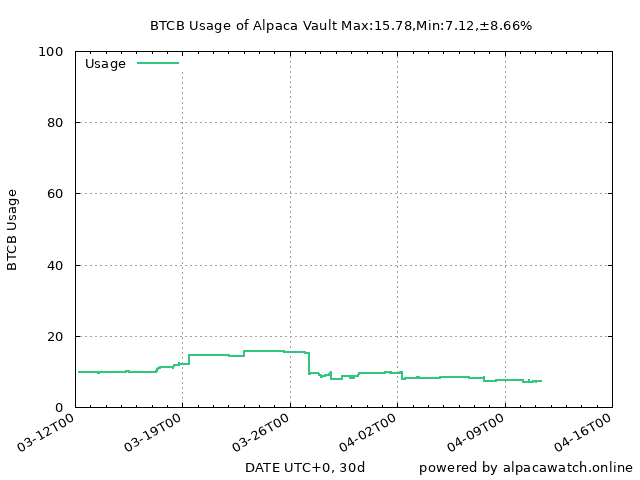 BTCB Usage of Alpaca Vault Max:15.78,Min:7.12,±8.66%
100
Usage
80
60
BTCB Usage
40
20
0
03-12T00 03-19T00 03-26T00 04-02T00 04-09T00 04-16T00
DATE UTC+0, 30d powered by alpacawatch.online